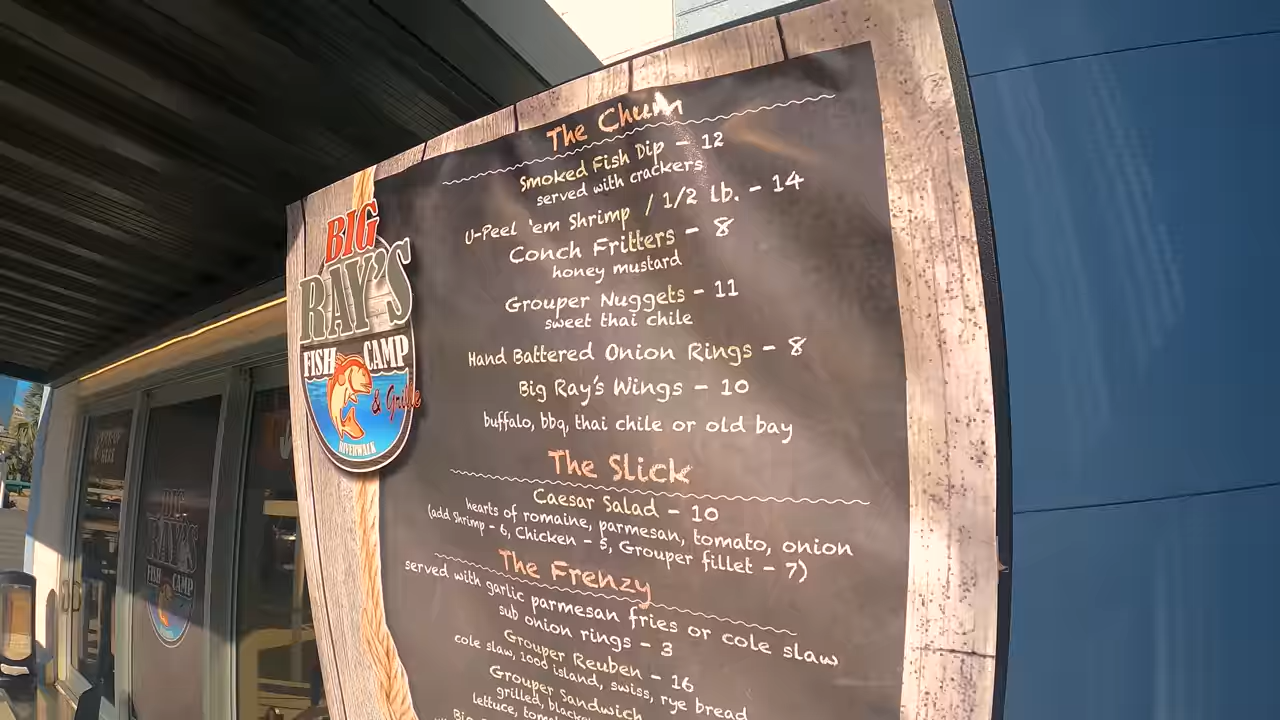 The Chum
Smoked Fish Dip - 12
served with crackers
U-Peel 'em Shrimp / 1/2 lb. - 14
Conch Fritters - 8
honey mustard
Grouper Nuggets - 11
sweet thai chile
Hand Battered Onion Rings - 8
Big Ray's Wings - 10
buffalo, bbq, thai chile or old bay
The Slick
Caesar Salad - 10
hearts of romaine, parmesan, tomato, onion
(add Shrimp - 6, Chicken - 5, Grouper fillet - 7)
The Frenzy
served with garlic parmesan fries or cole slaw
sub onion rings - 3
Grouper Reuben - 16
cole slaw, 1000 island, swiss, rye bread
Grouper Sandwich
grilled,
lettuce,
BIG
RAY'S
FISH CAMP
& Grille
RIVERWALK
BIG
RAY'S
FISH CAMP